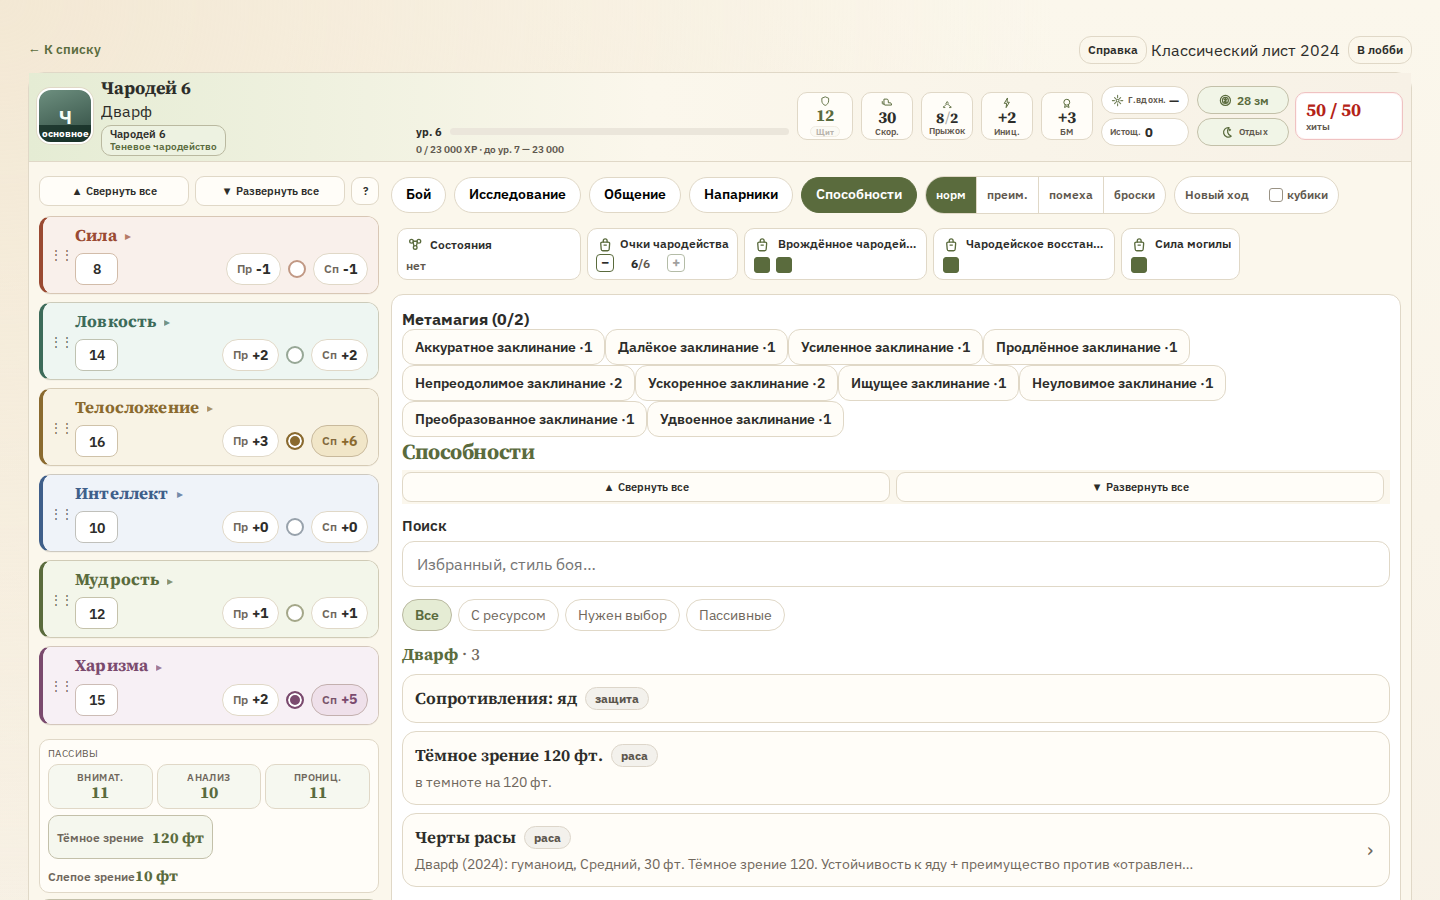 ← К списку
Справка Классический лист 2024 В лобби
Ч
основное
Чародей 6
Дварф
Чародей 6
Теневое чародейство
ур. 6
0 / 23 000 XP · до ур. 7 — 23 000
12
Щит
30
Скор.
8/2
Прыжок
+2
Иниц.
+3
БМ
Г.вдохн. —
Истощ. 0
28 зм
Отдых
50 / 50
хиты
▲ Свернуть все ▼ Развернуть все ?
Сила ▸
8 Пр -1 Сп -1
Ловкость ▸
14 Пр +2 Сп +2
Телосложение ▸
16 Пр +3 Сп +6
Интеллект ▸
10 Пр +0 Сп +0
Мудрость ▸
12 Пр +1 Сп +1
Харизма ▸
15 Пр +2 Сп +5
ПАССИВЫ
ВНИМАТ. АНАЛИЗ ПРОНИЦ.
11 10 11
Тёмное зрение 120 фт
Слепое зрение10 фт
Бой Исследование Общение Напарники Способности норм преим. помеха броски Новый ход кубики
Состояния
нет
Очки чародейства
− 6/6 +
Врождённое чародей...
Чародейское восстан...
Сила могилы
Метамагия (0/2)
Аккуратное заклинание ·1 Далёкое заклинание ·1 Усиленное заклинание ·1 Продлённое заклинание ·1
Непреодолимое заклинание ·2 Ускоренное заклинание ·2 Ищущее заклинание ·1 Неуловимое заклинание ·1
Преобразованное заклинание ·1 Удвоенное заклинание ·1
Способности
▲ Свернуть все ▼ Развернуть все
Поиск
Избранный, стиль боя...
Все С ресурсом Нужен выбор Пассивные
Дварф · 3
Сопротивления: яд защита
Тёмное зрение 120 фт. раса
в темноте на 120 фт.
Черты расы раса
Дварф (2024): гуманоид, Средний, 30 фт. Тёмное зрение 120. Устойчивость к яду + преимущество против «отравлен... ›